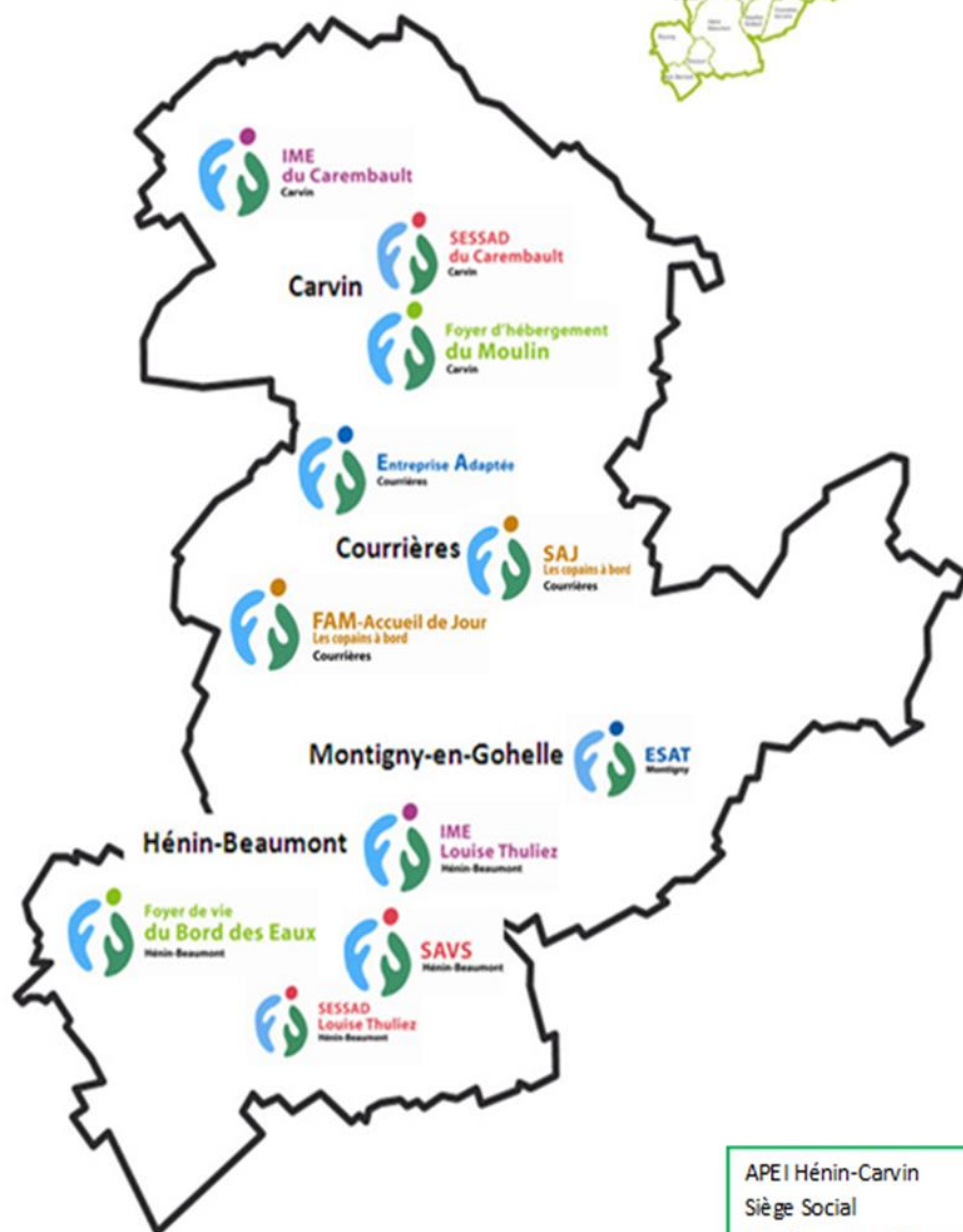 IME
du Carembault
Carvin
SESSAD
du Carembault
Carvin
Carvin
Foyer d'hébergement
du Moulin
Carvin
Entreprise Adaptée
Courrières
Courrières
SAJ
Les copains à bord
Courrières
FAM-Accueil de Jour
Les copains à bord
Courrières
Montigny-en-Gohelle
ESAT
Montigny
Hénin-Beaumont
IME
Louise Thuliez
Hénin-Beaumont
Foyer de vie
du Bord des Eaux
Hénin-Beaumont
SAVS
Hénin-Beaumont
SESSAD
Louise Thuliez
Hénin-Beaumont
APEI Hénin-Carvin
Siège Social